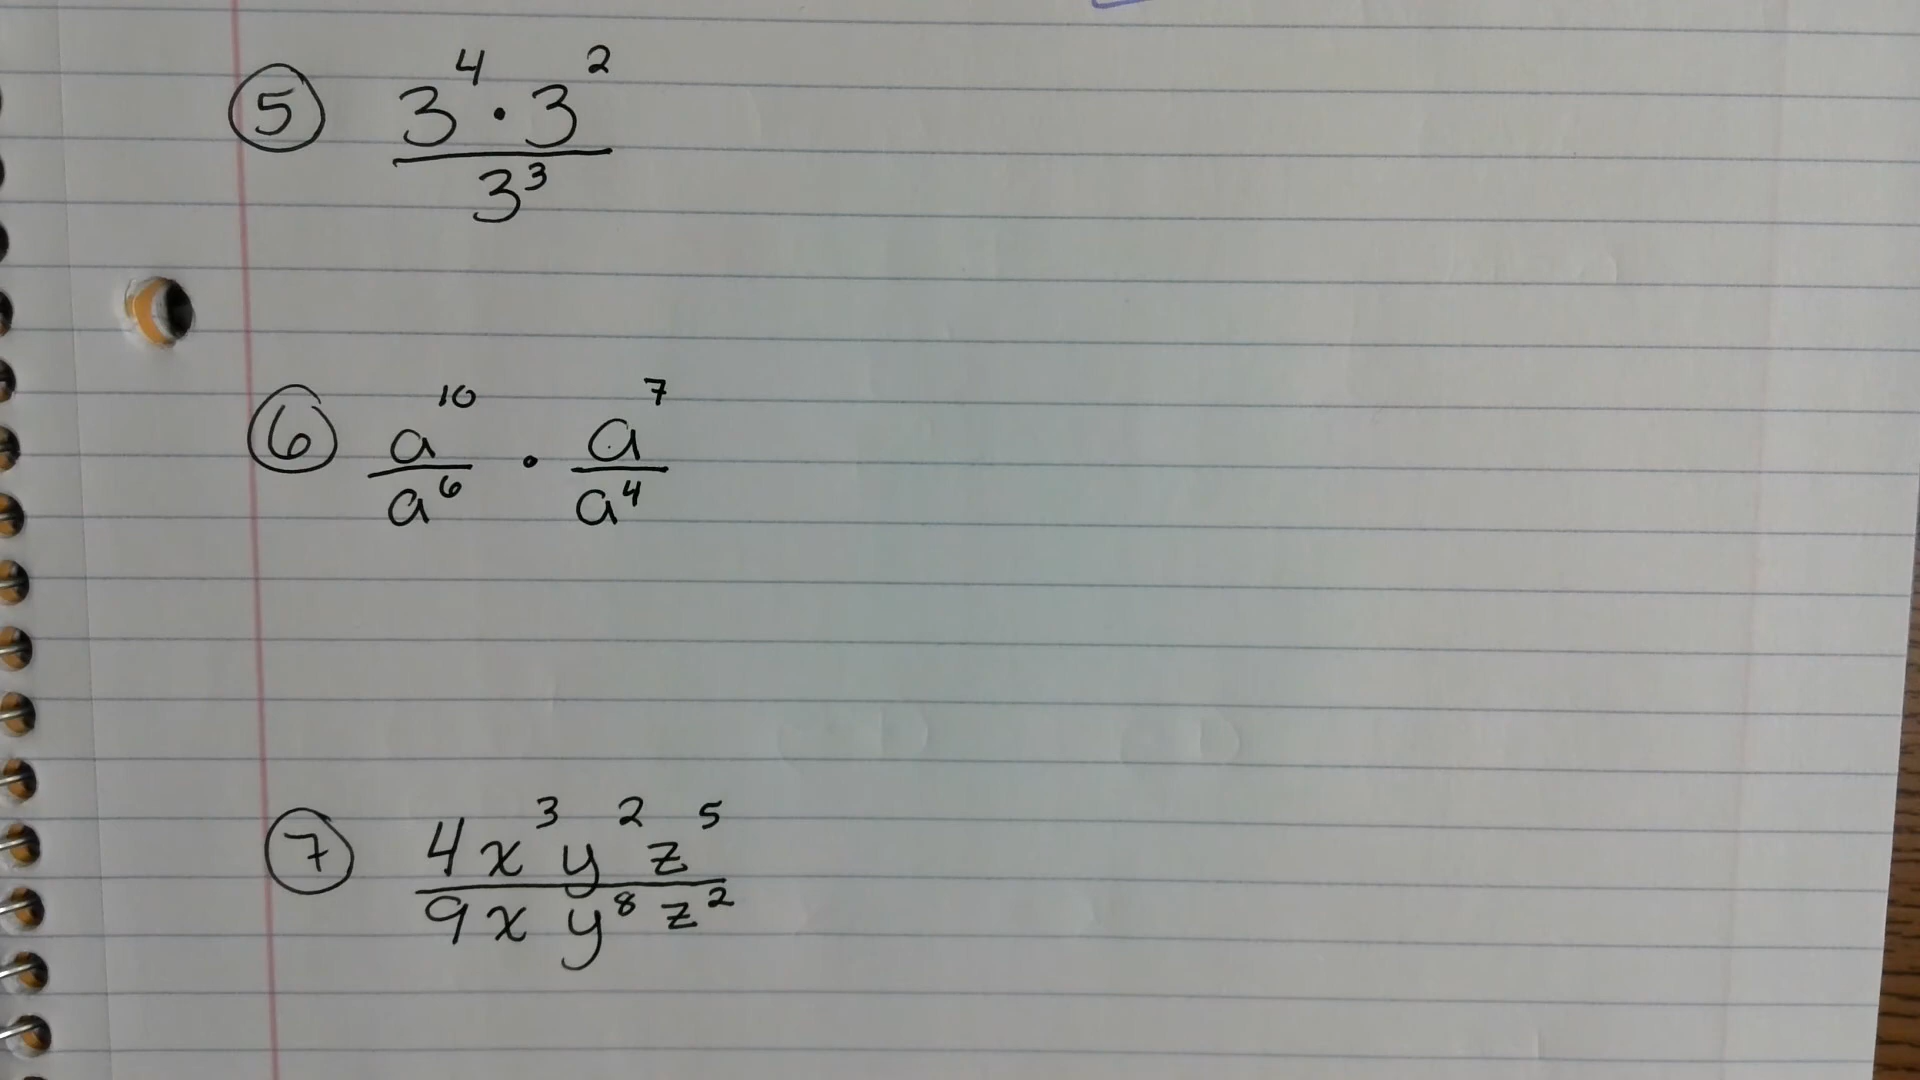 ⑤ 3⁴ · 3² / 3³
⑥ a¹⁰ / a⁶ · a⁷ / a⁴
⑦ 4x³y²z⁵ / 9xy⁸z²